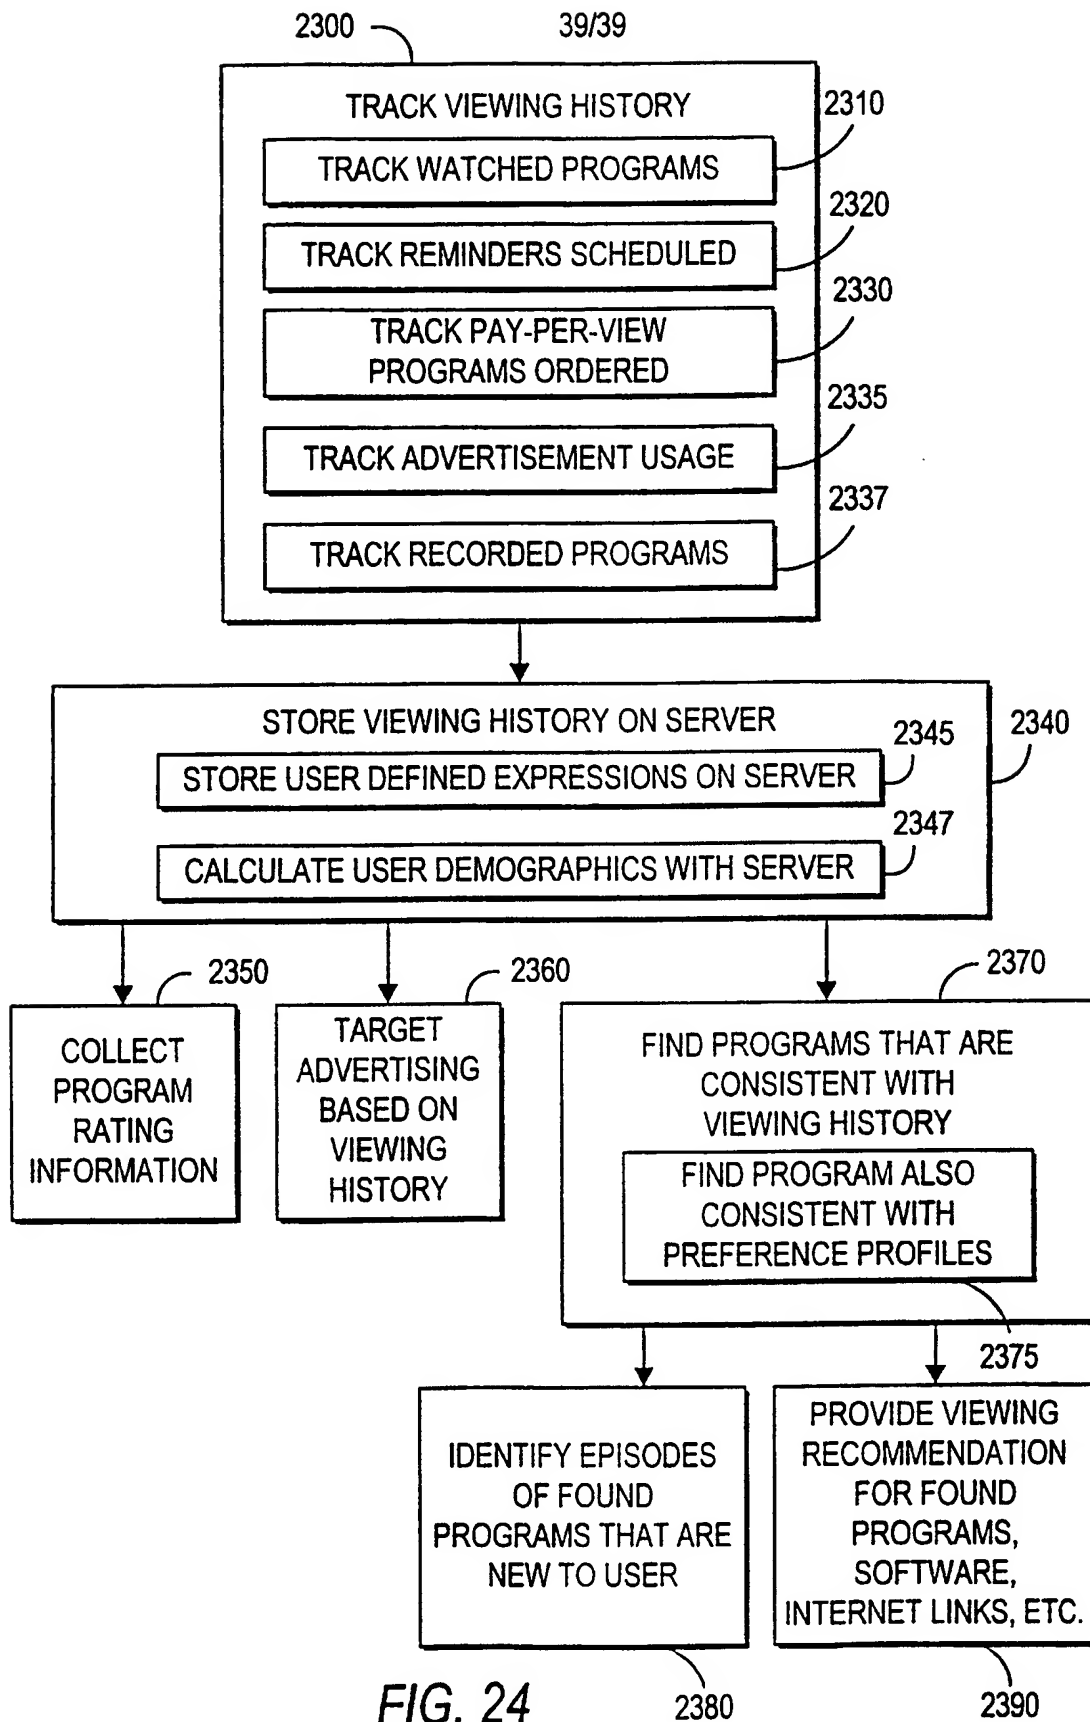 2300
39/39
TRACK VIEWING HISTORY
2310
TRACK WATCHED PROGRAMS
2320
TRACK REMINDERS SCHEDULED
2330
TRACK PAY-PER-VIEW
PROGRAMS ORDERED
2335
TRACK ADVERTISEMENT USAGE
2337
TRACK RECORDED PROGRAMS
STORE VIEWING HISTORY ON SERVER
2345
2340
STORE USER DEFINED EXPRESSIONS ON SERVER
2347
CALCULATE USER DEMOGRAPHICS WITH SERVER
2350
COLLECT
PROGRAM
RATING
INFORMATION
2360
TARGET
ADVERTISING
BASED ON
VIEWING
HISTORY
2370
FIND PROGRAMS THAT ARE
CONSISTENT WITH
VIEWING HISTORY
FIND PROGRAM ALSO
CONSISTENT WITH
PREFERENCE PROFILES
2375
IDENTIFY EPISODES
OF FOUND
PROGRAMS THAT ARE
NEW TO USER
2380
PROVIDE VIEWING
RECOMMENDATION
FOR FOUND
PROGRAMS,
SOFTWARE,
INTERNET LINKS, ETC.
2390
FIG. 24